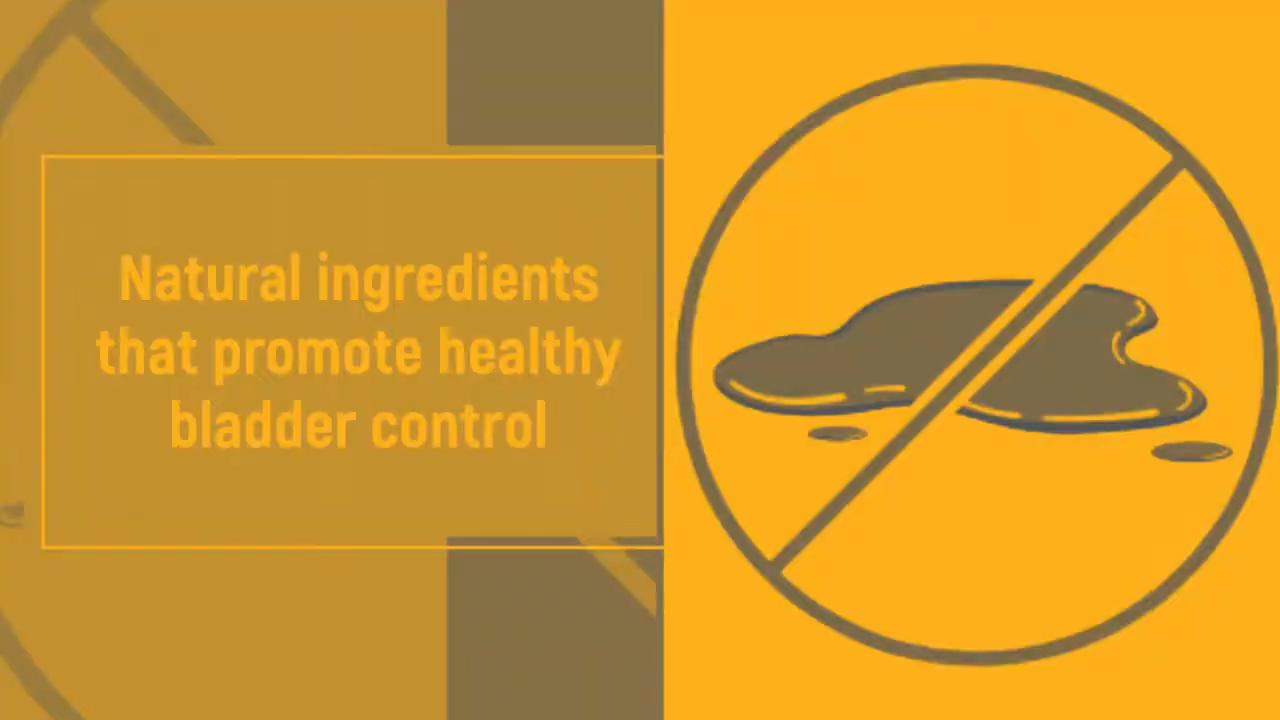 Natural ingredients
that promote healthy
bladder control